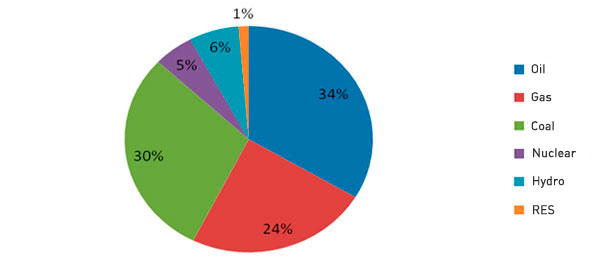 1%
6%
5%
34%
30%
24%
Oil
Gas
Coal
Nuclear
Hydro
RES